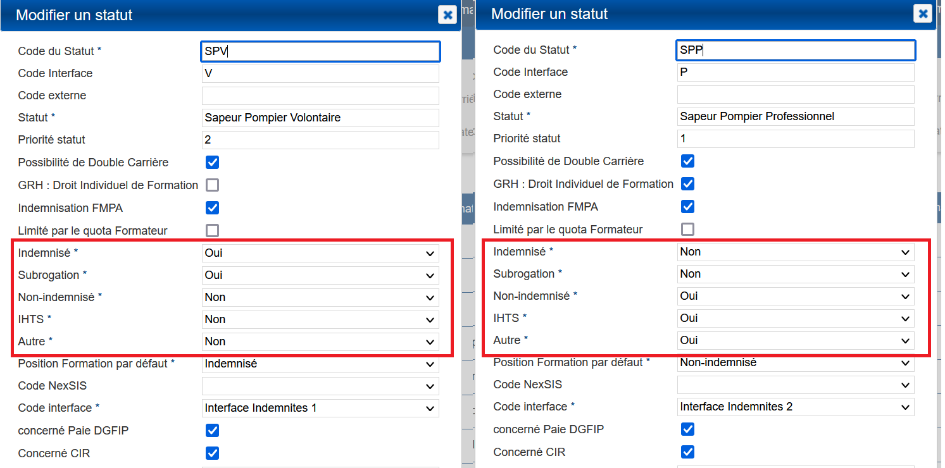 Modifier un statut
Code du Statut * SPV
Code Interface V
Code externe
Statut * Sapeur Pompier Volontaire
Priorité statut 2
Possibilité de Double Carrière
GRH : Droit Individuel de Formation
Indemnisation FMPA
Limité par le quota Formateur
Indemnisé * Oui
Subrogation * Oui
Non-indemnisé * Non
IHTS * Non
Autre * Non
Position Formation par défaut * Indemnisé
Code NexSIS
Code interface * Interface Indemnites 1
concerné Paie DGFIP
Concerné CIR
Modifier un statut
Code du Statut * SPP
Code Interface P
Code externe
Statut * Sapeur Pompier Professionnel
Priorité statut 1
Possibilité de Double Carrière
GRH : Droit Individuel de Formation
Indemnisation FMPA
Limité par le quota Formateur
Indemnisé * Non
Subrogation * Non
Non-indemnisé * Oui
IHTS * Oui
Autre * Oui
Position Formation par défaut * Non-indemnisé
Code NexSIS
Code interface * Interface Indemnites 2
concerné Paie DGFIP
Concerné CIR